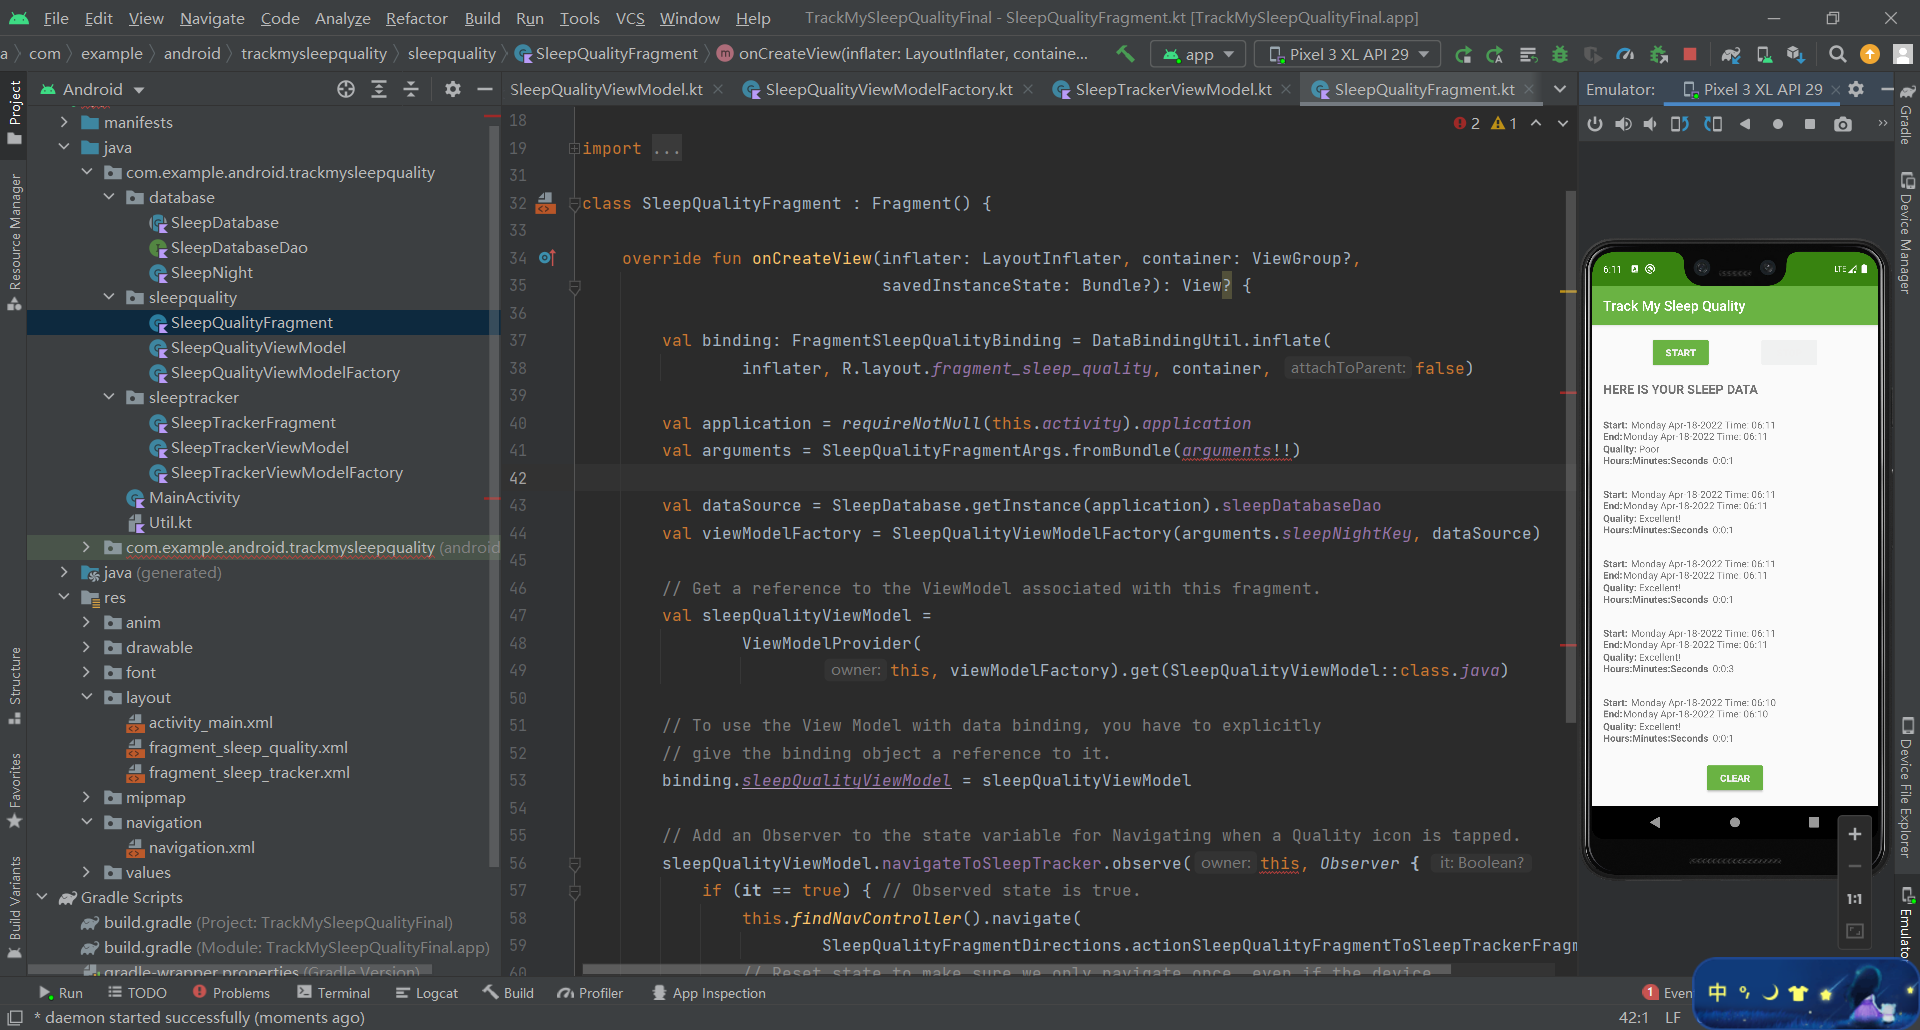 File Edit View Navigate Code Analyze Refactor Build Run Tools VCS Window Help TrackMySleepQualityFinal - SleepQualityFragment.kt [TrackMySleepQualityFinal.app]
a com example android trackmysleepquality sleepquality SleepQualityFragment onCreateView(inflater: LayoutInflater, containe... app Pixel 3 XL API 29
Project
Resource Manager
Structure
Favorites
Build Variants
Android
manifests
java
com.example.android.trackmysleepquality
database
SleepDatabase
SleepDatabaseDao
SleepNight
sleepquality
SleepQualityFragment
SleepQualityViewModel
SleepQualityViewModelFactory
sleeptracker
SleepTrackerFragment
SleepTrackerViewModel
SleepTrackerViewModelFactory
MainActivity
Util.kt
com.example.android.trackmysleepquality (android
java (generated)
res
anim
drawable
font
layout
activity_main.xml
fragment_sleep_quality.xml
fragment_sleep_tracker.xml
mipmap
navigation
navigation.xml
values
Gradle Scripts
build.gradle (Project: TrackMySleepQualityFinal)
build.gradle (Module: TrackMySleepQualityFinal.app)
gradle-wrapper.properties (Gradle Version)
SleepQualityViewModel.kt SleepQualityViewModelFactory.kt SleepTrackerViewModel.kt SleepQualityFragment.kt
2 1
18
19 import ...
31
32 class SleepQualityFragment : Fragment() {
33
34 override fun onCreateView(inflater: LayoutInflater, container: ViewGroup?,
35 savedInstanceState: Bundle?): View? {
36
37 val binding: FragmentSleepQualityBinding = DataBindingUtil.inflate(
38 inflater, R.layout.fragment_sleep_quality, container, attachToParent: false)
39
40 val application = requireNotNull(this.activity).application
41 val arguments = SleepQualityFragmentArgs.fromBundle(arguments!!)
42
43 val dataSource = SleepDatabase.getInstance(application).sleepDatabaseDao
44 val viewModelFactory = SleepQualityViewModelFactory(arguments.sleepNightKey, dataSource)
45
46 // Get a reference to the ViewModel associated with this fragment.
47 val sleepQualityViewModel =
48 ViewModelProvider(
49 owner: this, viewModelFactory).get(SleepQualityViewModel::class.java)
50
51 // To use the View Model with data binding, you have to explicitly
52 // give the binding object a reference to it.
53 binding.sleepQualityViewModel = sleepQualityViewModel
54
55 // Add an Observer to the state variable for Navigating when a Quality icon is tapped.
56 sleepQualityViewModel.navigateToSleepTracker.observe( owner: this, Observer { it: Boolean?
57 if (it == true) { // Observed state is true.
58 this.findNavController().navigate(
59 SleepQualityFragmentDirections.actionSleepQualityFragmentToSleepTrackerFragm
60 // Reset state to make sure we only navigate once, even if the device
Emulator: Pixel 3 XL API 29
6:11 LTE
Track My Sleep Quality
START
HERE IS YOUR SLEEP DATA
Start: Monday Apr-18-2022 Time: 06:11
End:Monday Apr-18-2022 Time: 06:11
Quality: Poor
Hours:Minutes:Seconds 0:0:1
Start: Monday Apr-18-2022 Time: 06:11
End:Monday Apr-18-2022 Time: 06:11
Quality: Excellent!
Hours:Minutes:Seconds 0:0:1
Start: Monday Apr-18-2022 Time: 06:11
End:Monday Apr-18-2022 Time: 06:11
Quality: Excellent!
Hours:Minutes:Seconds 0:0:1
Start: Monday Apr-18-2022 Time: 06:11
End:Monday Apr-18-2022 Time: 06:11
Quality: Excellent!
Hours:Minutes:Seconds 0:0:3
Start: Monday Apr-18-2022 Time: 06:10
End:Monday Apr-18-2022 Time: 06:10
Quality: Excellent!
Hours:Minutes:Seconds 0:0:1
CLEAR
1:1
Gradle
Device Manager
Device File Explorer
Emulator
Run TODO Problems Terminal Logcat Build Profiler App Inspection 1 Even
* daemon started successfully (moments ago) 42:1 LF
中